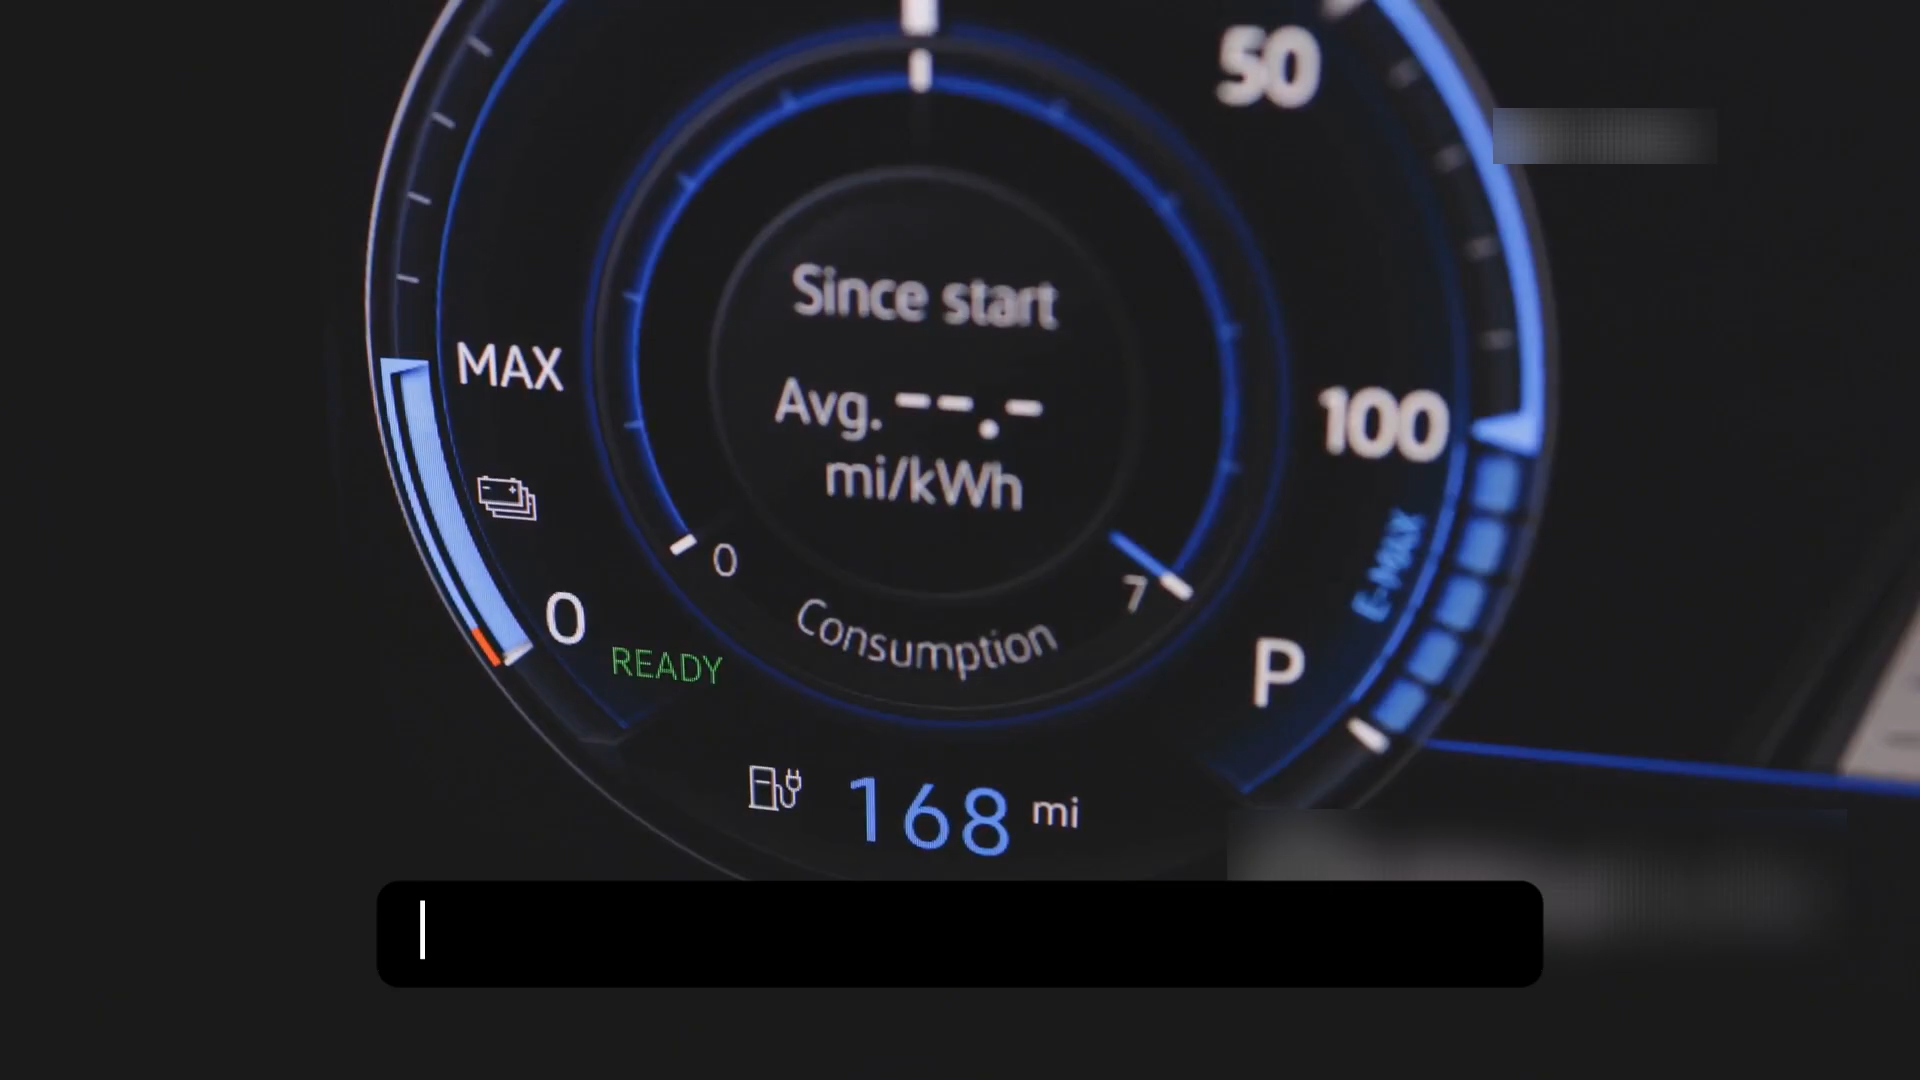 50
Since start
MAX
Avg. --.-
100
mi/kWh
E-MAX
0
7
Consumption
0
READY
P
168 mi